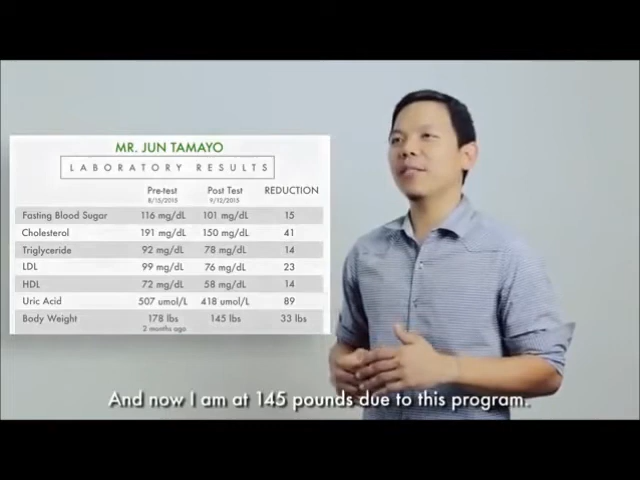 MR. JUN TAMAYO
LABORATORY RESULTS
Pre-test Post Test REDUCTION
8/15/2015 9/12/2015
Fasting Blood Sugar 116 mg/dL 101 mg/dL 15
Cholesterol 191 mg/dL 150 mg/dL 41
Triglyceride 92 mg/dL 78 mg/dL 14
LDL 99 mg/dL 76 mg/dL 23
HDL 72 mg/dL 58 mg/dL 14
Uric Acid 507 umol/L 418 umol/L 89
Body Weight 178 lbs 145 lbs 33 lbs
2 months ago
And now I am at 145 pounds due to this program.